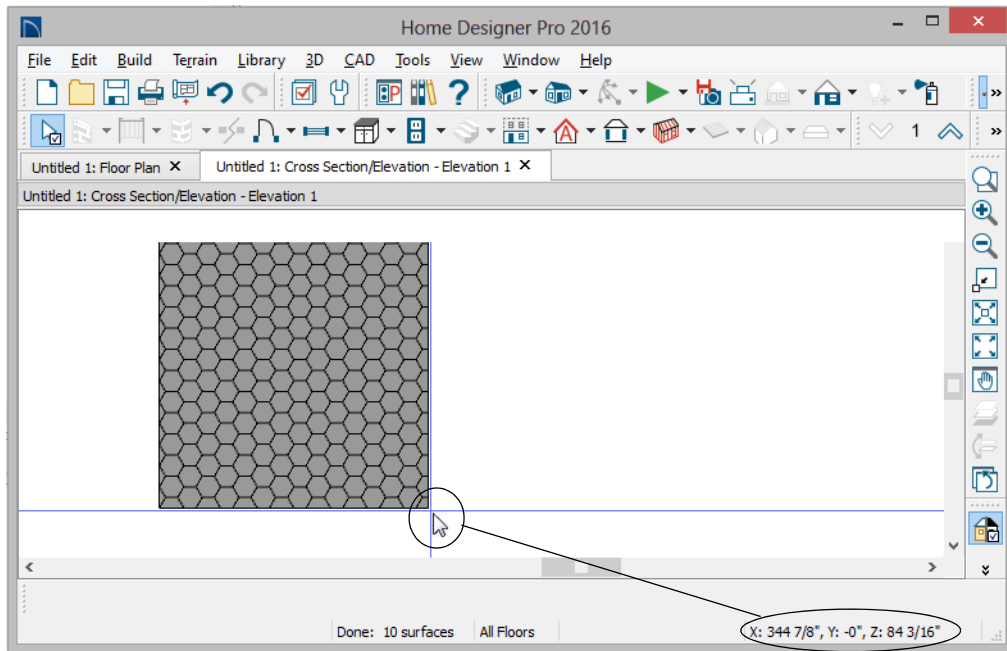 Home Designer Pro 2016
File Edit Build Terrain Library 3D CAD Tools View Window Help
1
Untitled 1: Floor Plan Untitled 1: Cross Section/Elevation - Elevation 1
Untitled 1: Cross Section/Elevation - Elevation 1
Done: 10 surfaces All Floors X: 344 7/8", Y: -0", Z: 84 3/16"